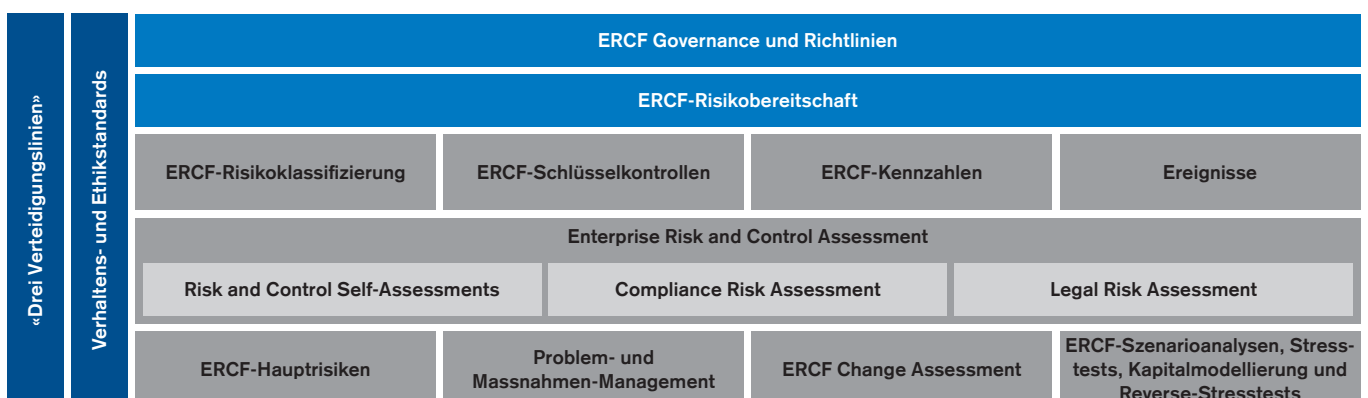 «Drei Verteidigungslinien»
Verhaltens- und Ethikstandards
ERCF Governance und Richtlinien
ERCF-Risikobereitschaft
ERCF-Risikoklassifizierung
ERCF-Schlüsselkontrollen
ERCF-Kennzahlen
Ereignisse
Enterprise Risk and Control Assessment
Risk and Control Self-Assessments
Compliance Risk Assessment
Legal Risk Assessment
ERCF-Hauptrisiken
Problem- und
Massnahmen-Management
ERCF Change Assessment
ERCF-Szenarioanalysen, Stress-
tests, Kapitalmodellierung und
Reverse-Stresstests